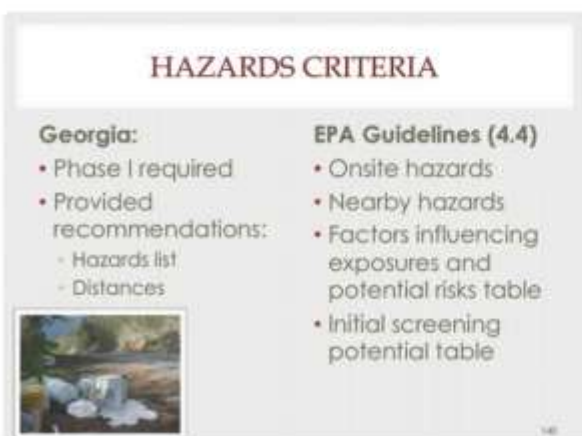 HAZARDS CRITERIA
Georgia:
• Phase I required
• Provided
recommendations:
◦ Hazards list
◦ Distances
EPA Guidelines (4.4)
• Onsite hazards
• Nearby hazards
• Factors influencing
exposures and
potential risks table
• Initial screening
potential table